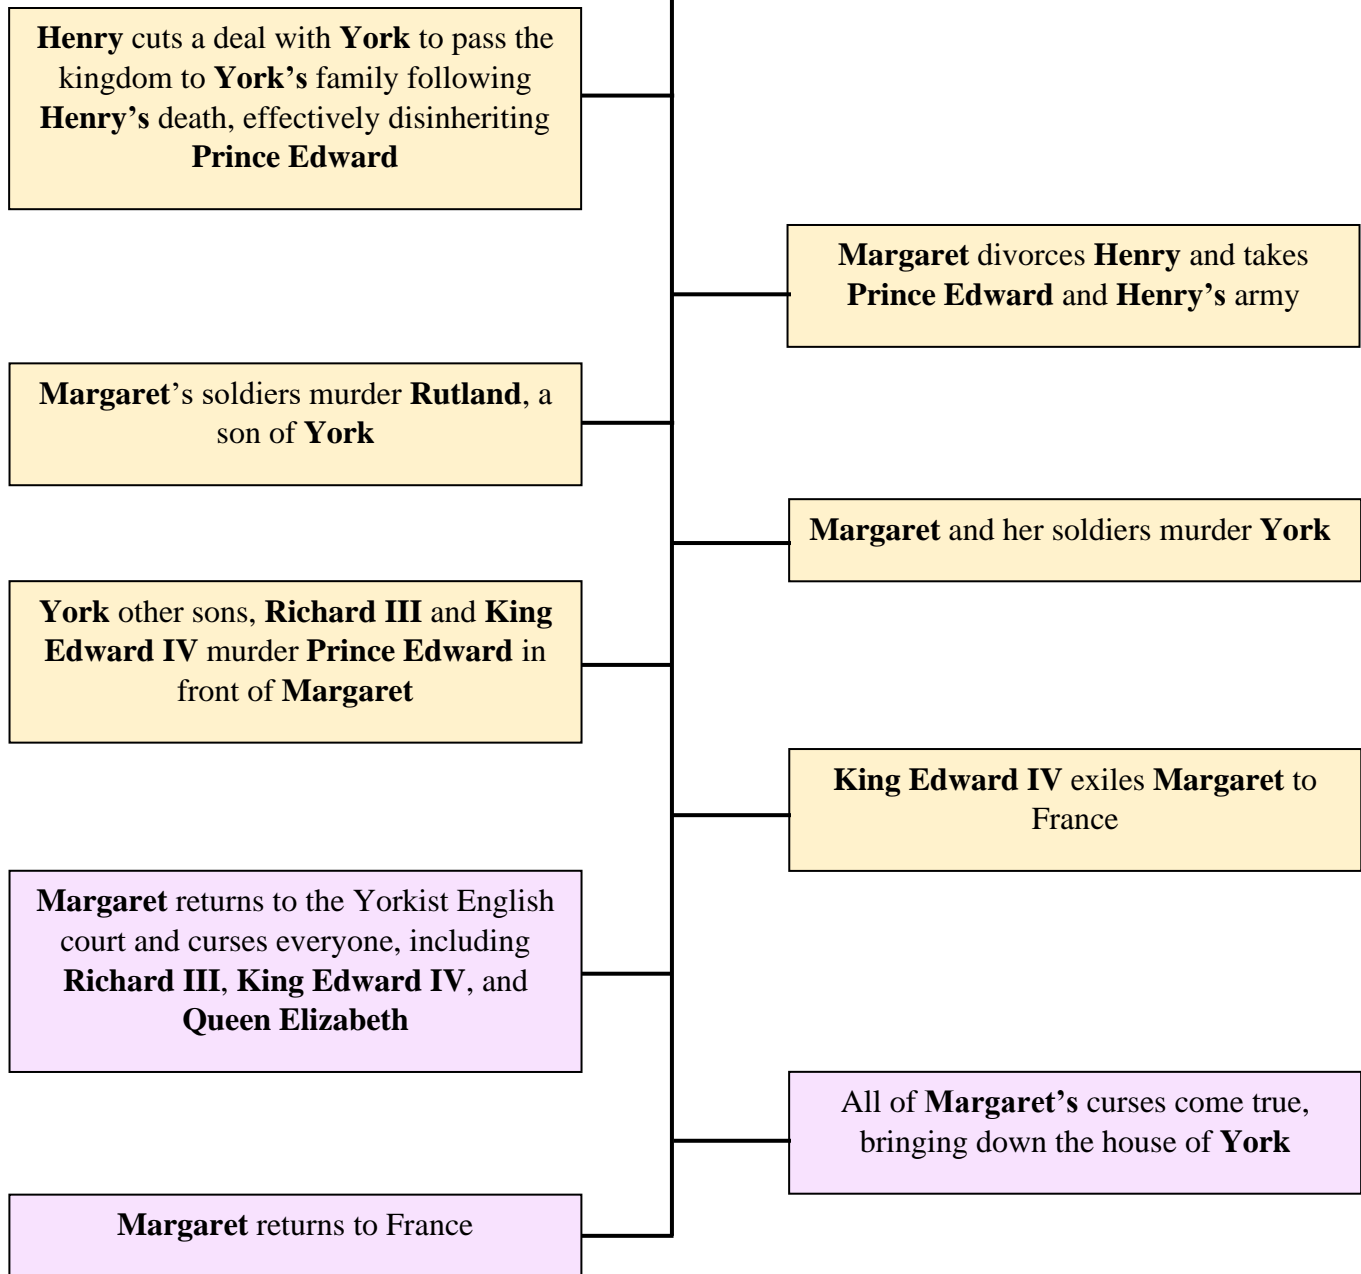 Henry cuts a deal with York to pass the
kingdom to York’s family following
Henry’s death, effectively disinheriting
Prince Edward
Margaret divorces Henry and takes
Prince Edward and Henry’s army
Margaret’s soldiers murder Rutland, a
son of York
Margaret and her soldiers murder York
York other sons, Richard III and King
Edward IV murder Prince Edward in
front of Margaret
King Edward IV exiles Margaret to
France
Margaret returns to the Yorkist English
court and curses everyone, including
Richard III, King Edward IV, and
Queen Elizabeth
All of Margaret’s curses come true,
bringing down the house of York
Margaret returns to France